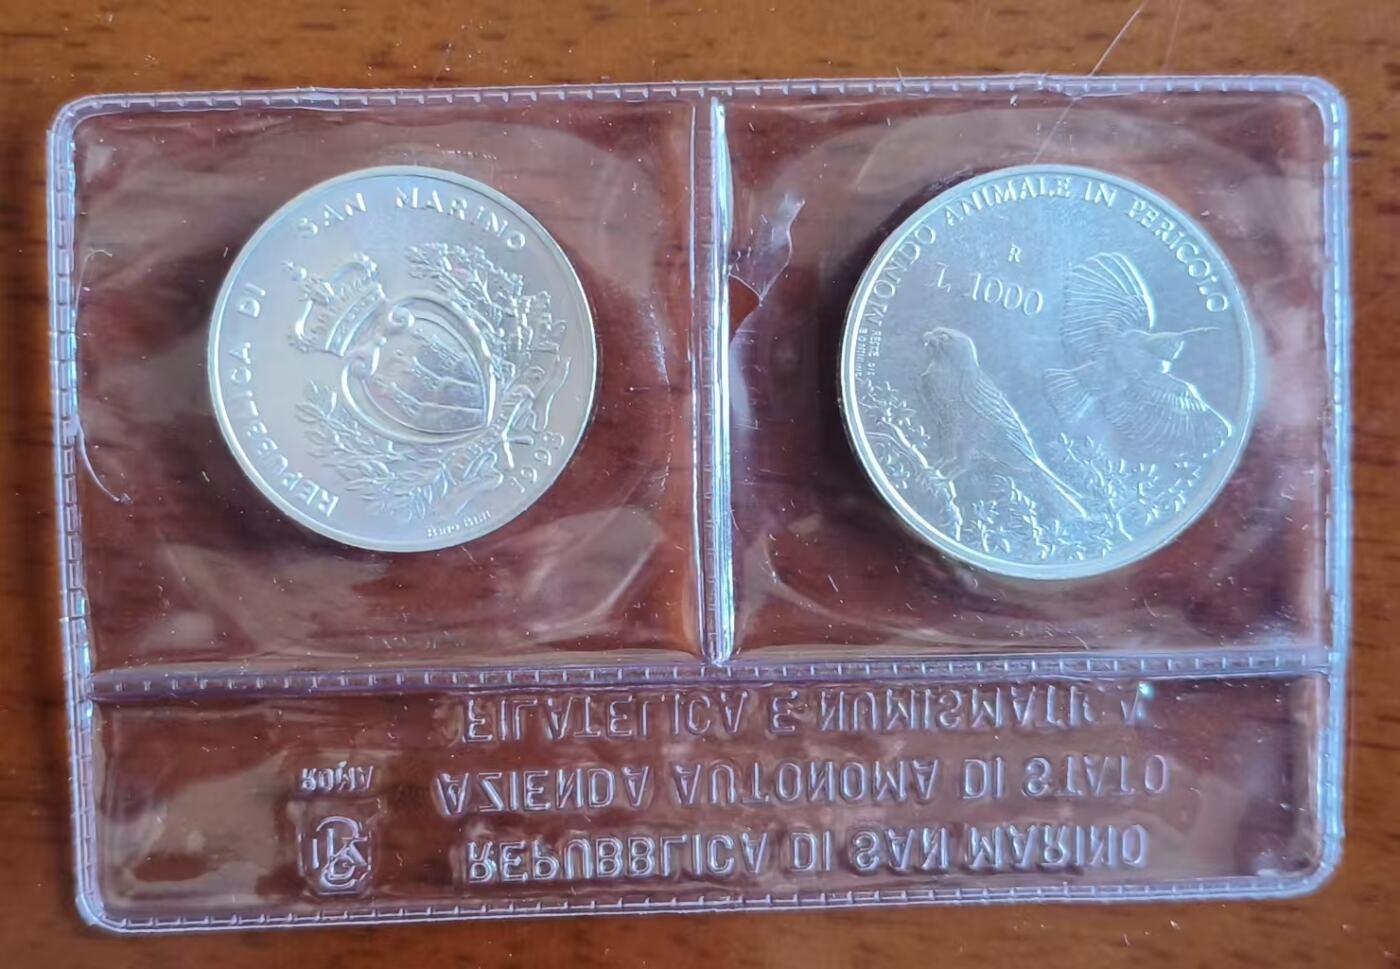 REPUBBLICA DI SAN MARINO
1993
MONDO ANIMALE IN PERICOLO
R
L. 1000
FILATELICA E NUMISMATICA
AZIENDA AUTONOMA DI STATO
ROMA
REPUBBLICA DI SAN MARINO